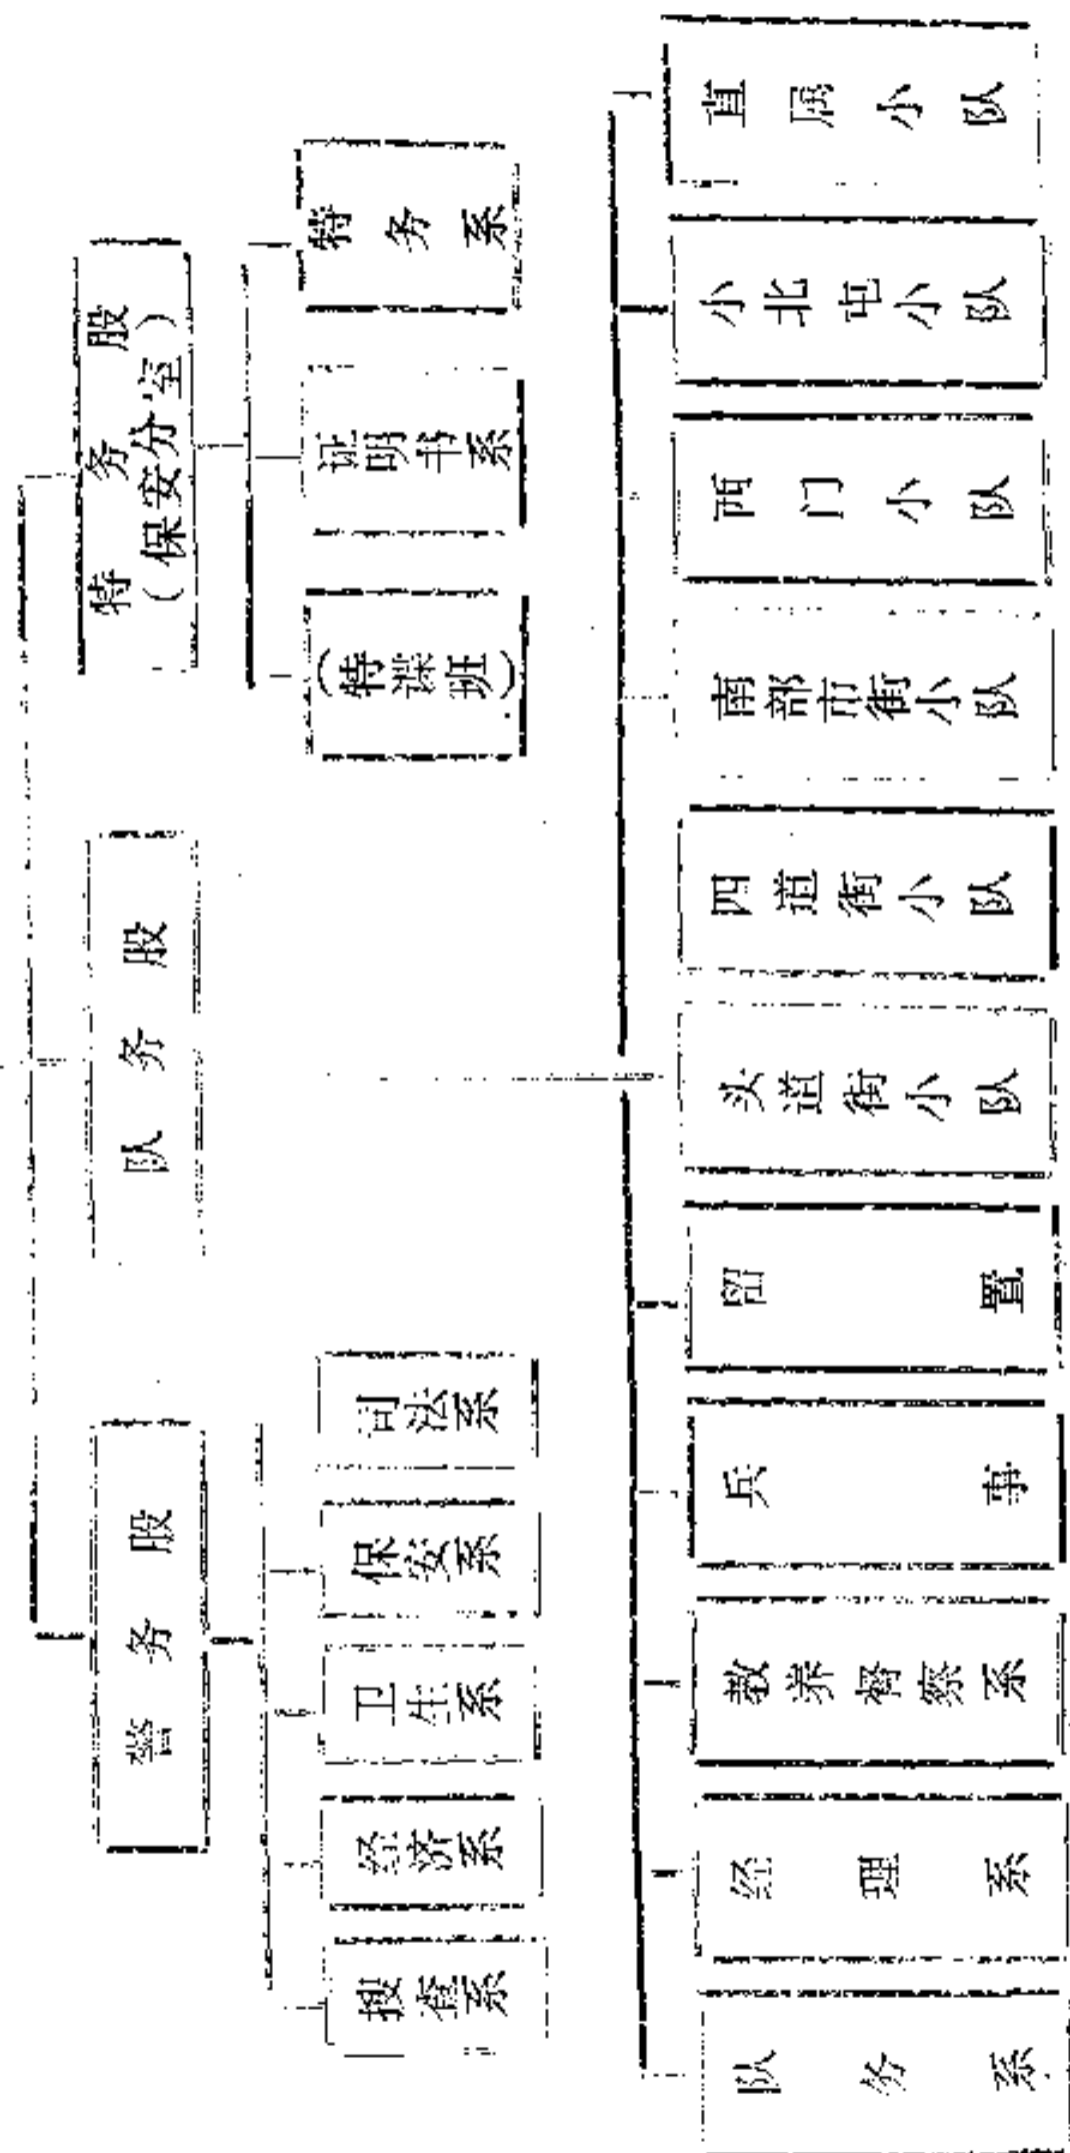 警务股
队务股
特务股
(保安分室)
搜查系
经济系
卫生系
保安系
司法系
(特谍班)
证明书系
特务系
队务系
经理系
教养督察系
兵事
留置
头道街小队
四道街小队
南部市街小队
西门小队
小北屯小队
直属小队